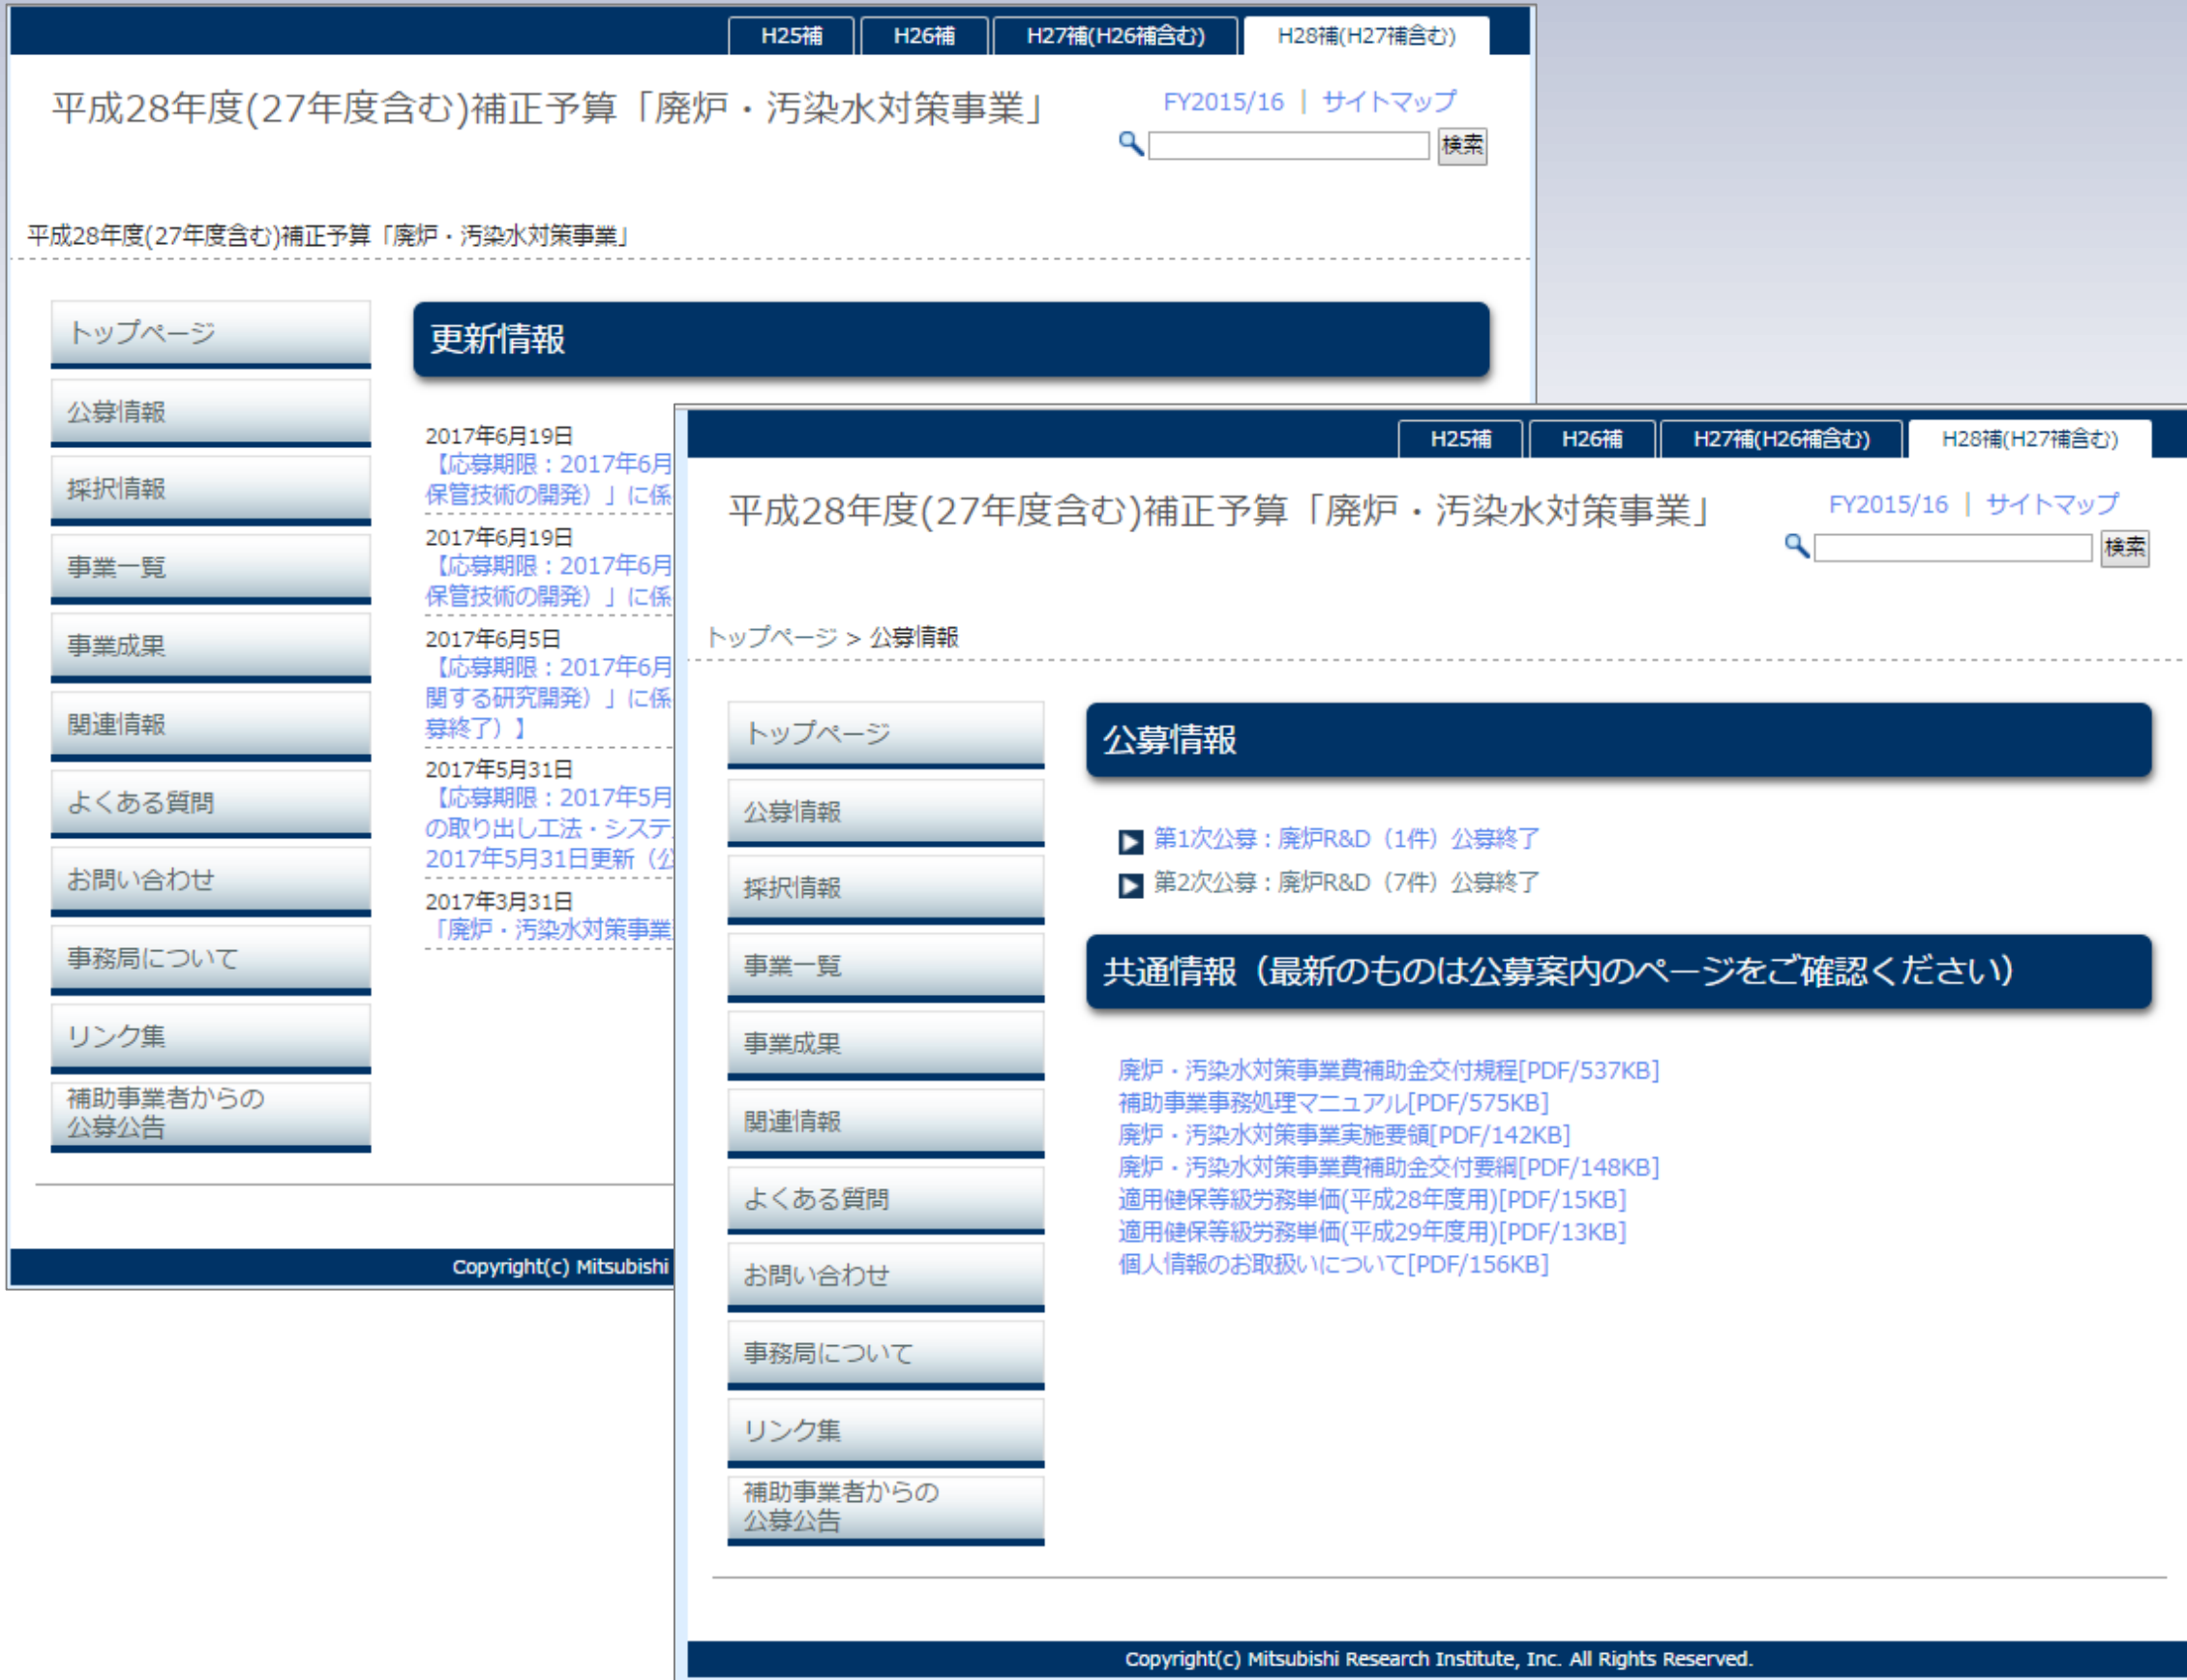 H25補 H26補 H27補(H26補含む) H28補(H27補含む)
平成28年度(27年度含む)補正予算「廃炉・汚染水対策事業」
FY2015/16 | サイトマップ
検索
平成28年度(27年度含む)補正予算「廃炉・汚染水対策事業」
トップページ
公募情報
採択情報
事業一覧
事業成果
関連情報
よくある質問
お問い合わせ
事務局について
リンク集
補助事業者からの
公募公告
更新情報
2017年6月19日
【応募期限：2017年6月
保管技術の開発）」に係
2017年6月19日
【応募期限：2017年6月
保管技術の開発）」に係
2017年6月5日
【応募期限：2017年6月
関する研究開発）」に係
募終了）】
2017年5月31日
【応募期限：2017年5月
の取り出し工法・システ
2017年5月31日更新（公
2017年3月31日
「廃炉・汚染水対策事業
Copyright(c) Mitsubishi
H25補 H26補 H27補(H26補含む) H28補(H27補含む)
平成28年度(27年度含む)補正予算「廃炉・汚染水対策事業」
FY2015/16 | サイトマップ
検索
トップページ > 公募情報
トップページ
公募情報
採択情報
事業一覧
事業成果
関連情報
よくある質問
お問い合わせ
事務局について
リンク集
補助事業者からの
公募公告
公募情報
第1次公募：廃炉R&D（1件）公募終了
第2次公募：廃炉R&D（7件）公募終了
共通情報（最新のものは公募案内のページをご確認ください）
廃炉・汚染水対策事業費補助金交付規程[PDF/537KB]
補助事業事務処理マニュアル[PDF/575KB]
廃炉・汚染水対策事業実施要領[PDF/142KB]
廃炉・汚染水対策事業費補助金交付要綱[PDF/148KB]
適用健保等級労務単価(平成28年度用)[PDF/15KB]
適用健保等級労務単価(平成29年度用)[PDF/13KB]
個人情報のお取扱いについて[PDF/156KB]
Copyright(c) Mitsubishi Research Institute, Inc. All Rights Reserved.